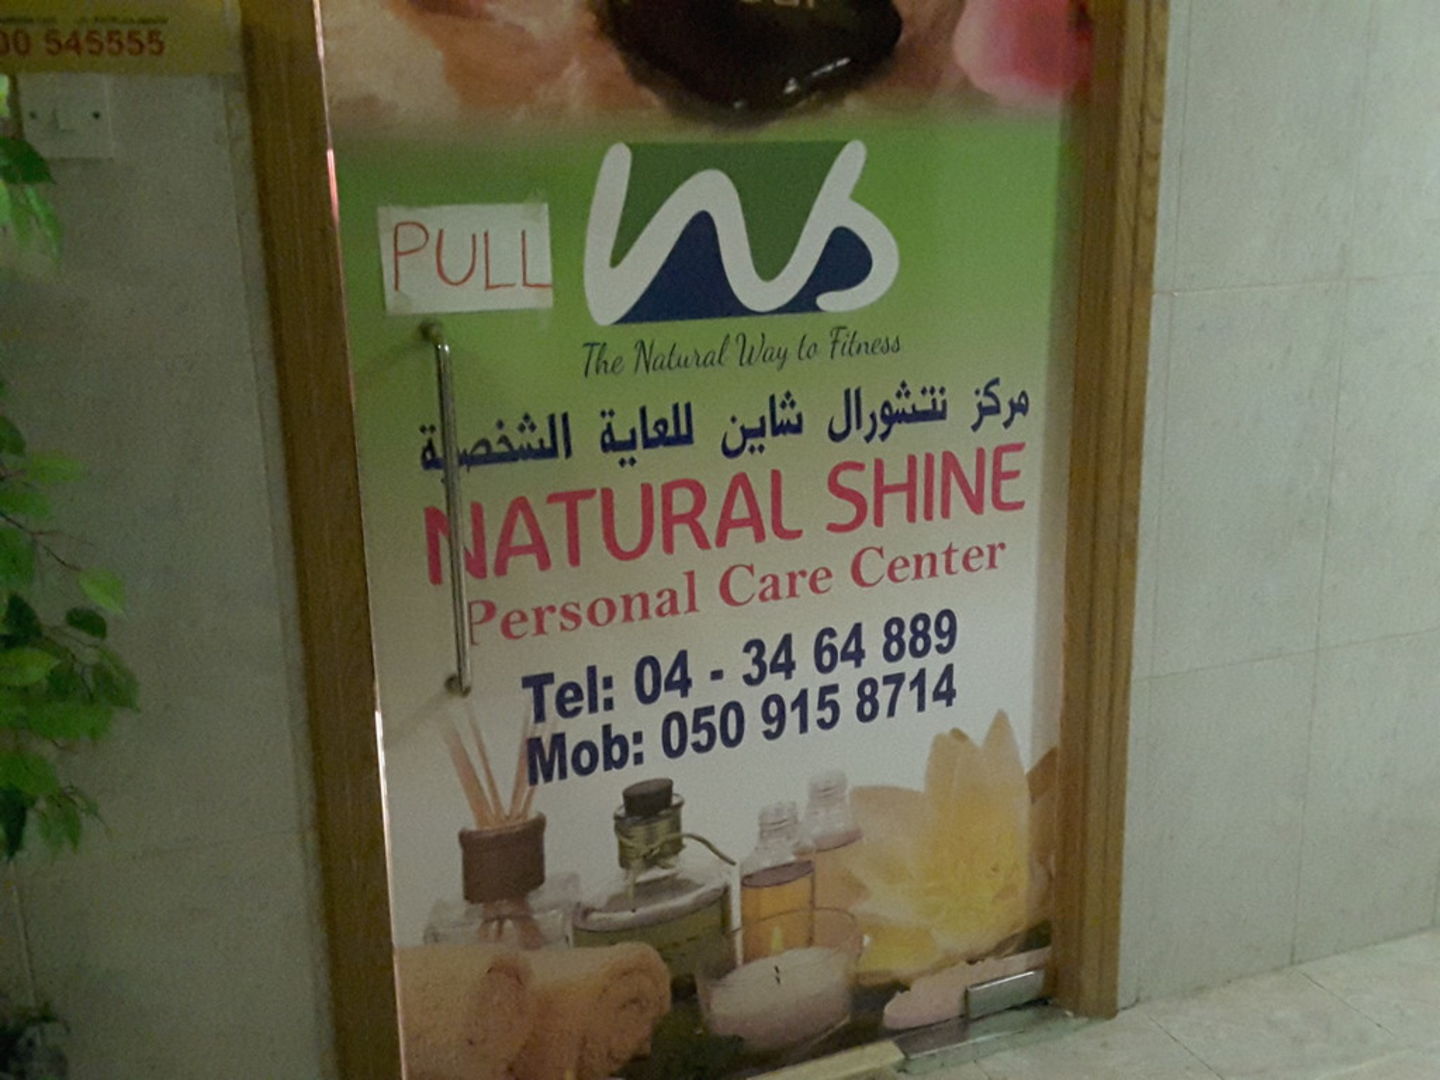 00 545555
PULL
NS
The Natural Way to Fitness
مركز نتشورال شاين للعاية الشخصية
NATURAL SHINE
Personal Care Center
Tel: 04 - 34 64 889
Mob: 050 915 8714